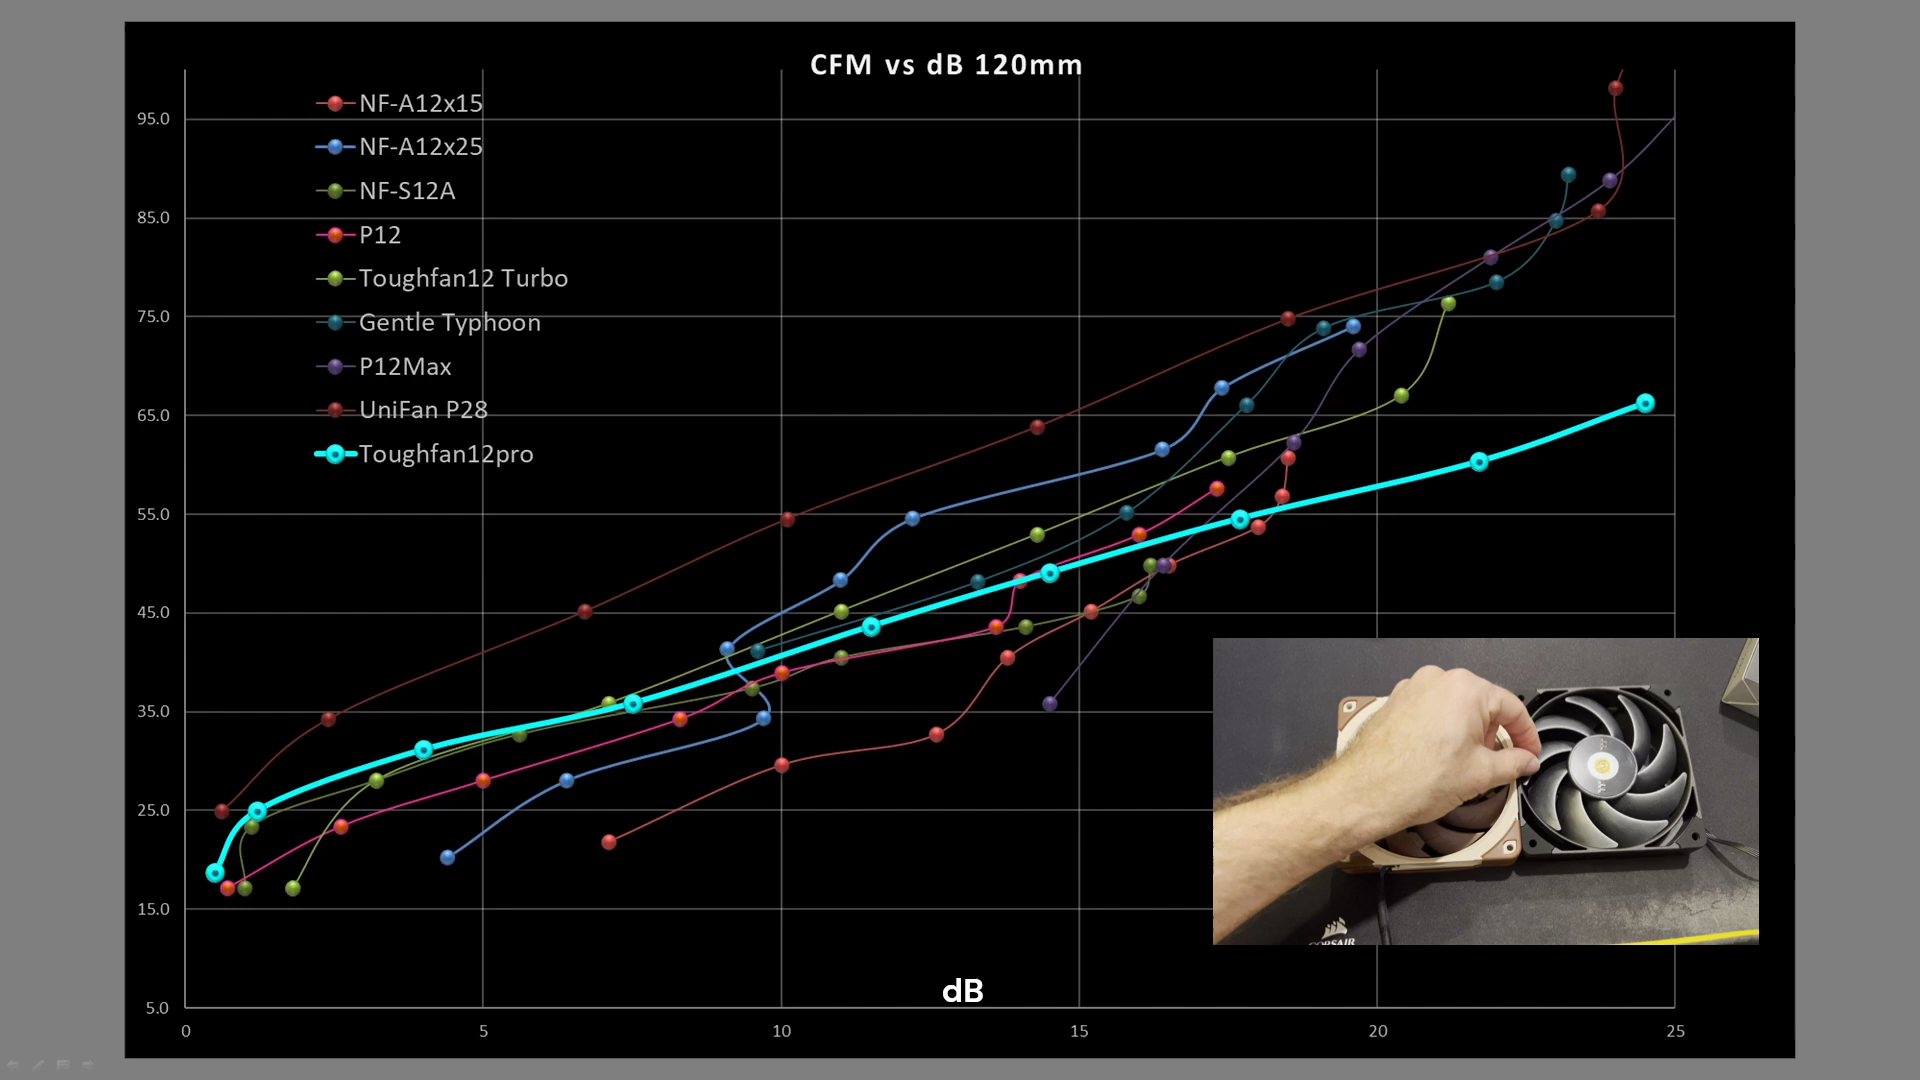 CFM vs dB 120mm
NF-A12x15
NF-A12x25
NF-S12A
P12
Toughfan12 Turbo
Gentle Typhoon
P12Max
UniFan P28
Toughfan12pro
95.0
85.0
75.0
65.0
55.0
45.0
35.0
25.0
15.0
5.0
0 5 10 15 20 25
dB
CORSAIR